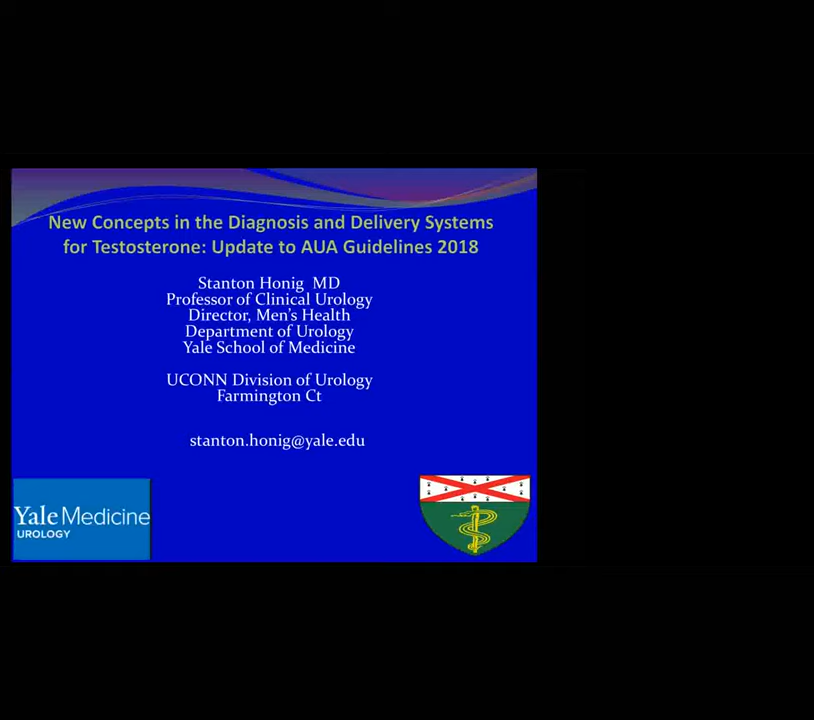 New Concepts in the Diagnosis and Delivery Systems
for Testosterone: Update to AUA Guidelines 2018
Stanton Honig MD
Professor of Clinical Urology
Director, Men's Health
Department of Urology
Yale School of Medicine
UCONN Division of Urology
Farmington Ct
stanton.honig@yale.edu
Yale Medicine
UROLOGY